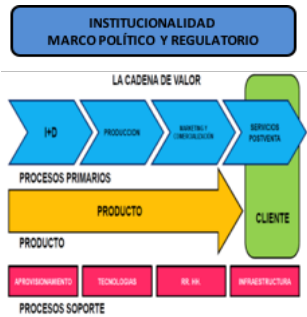 INSTITUCIONALIDAD
MARCO POLÍTICO Y REGULATORIO
LA CADENA DE VALOR
I+D
PRODUCCION
MARKETING Y
COMERCIALIZACIÓN
SERVICIOS
POSTVENTA
PROCESOS PRIMARIOS
PRODUCTO
CLIENTE
PRODUCTO
APROVISIONAMIENTO
TECNOLOGIAS
RR. HH.
INFRAESTRUCTURA
PROCESOS SOPORTE